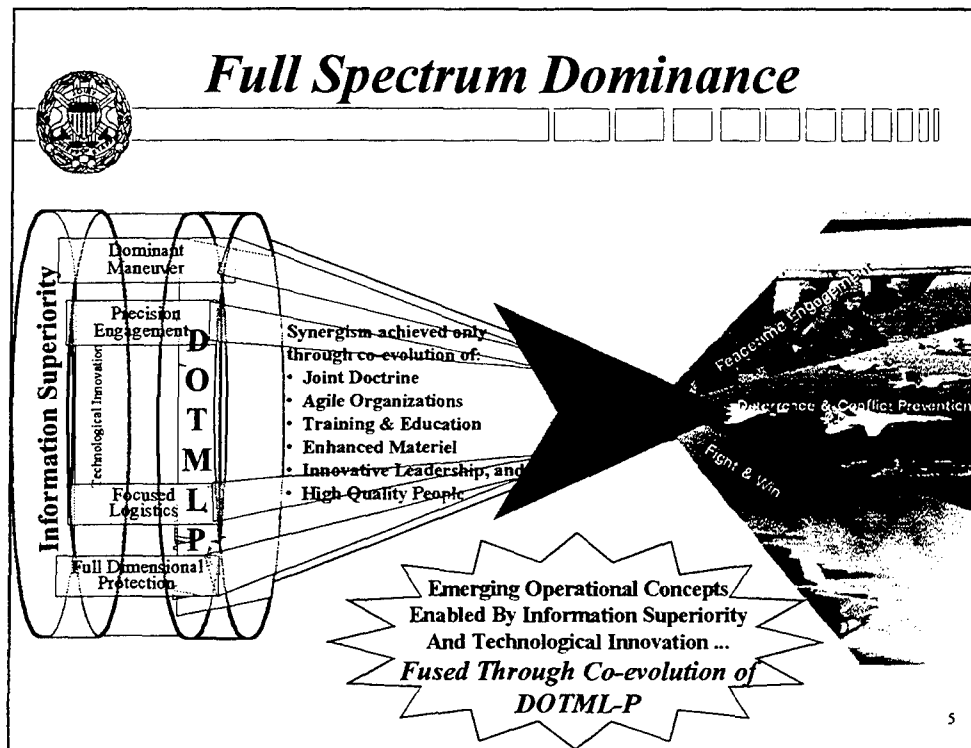 Full Spectrum Dominance
Information Superiority
Dominant
Maneuver
Precision
Engagement
Technological Innovation
Focused
Logistics
Full Dimensional
Protection
D
O
T
M
L
P
Synergism achieved only
through co-evolution of:
• Joint Doctrine
• Agile Organizations
• Training & Education
• Enhanced Materiel
• Innovative Leadership, and
• High Quality People
Peacetime Engagement
Deterrence & Conflict Prevention
Fight & Win
Emerging Operational Concepts
Enabled By Information Superiority
And Technological Innovation ...
Fused Through Co-evolution of
DOTML-P
5